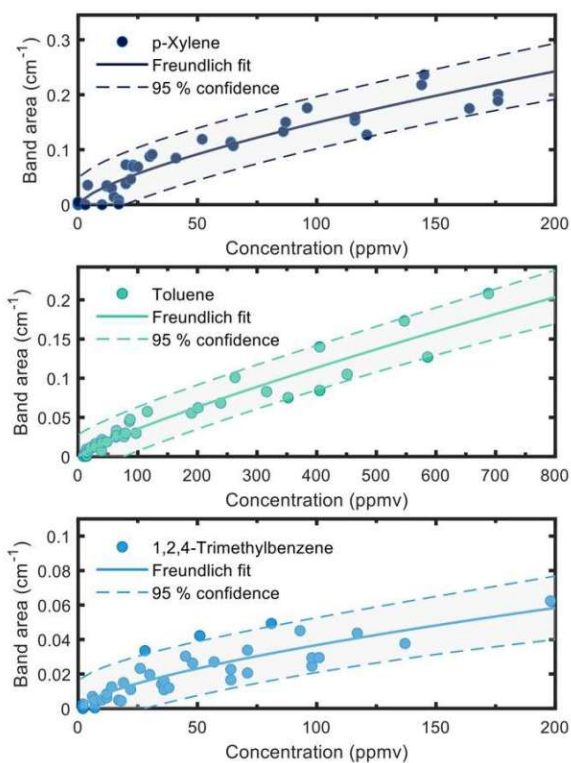 0.3
0.2
0.1
0
Band area (cm⁻¹)
p-Xylene
Freundlich fit
95 % confidence
0 50 100 150 200
Concentration (ppmv)
0.2
0.15
0.1
0.05
0
Band area (cm⁻¹)
Toluene
Freundlich fit
95 % confidence
0 100 200 300 400 500 600 700 800
Concentration (ppmv)
0.1
0.08
0.06
0.04
0.02
0
Band area (cm⁻¹)
1,2,4-Trimethylbenzene
Freundlich fit
95 % confidence
0 50 100 150 200
Concentration (ppmv)